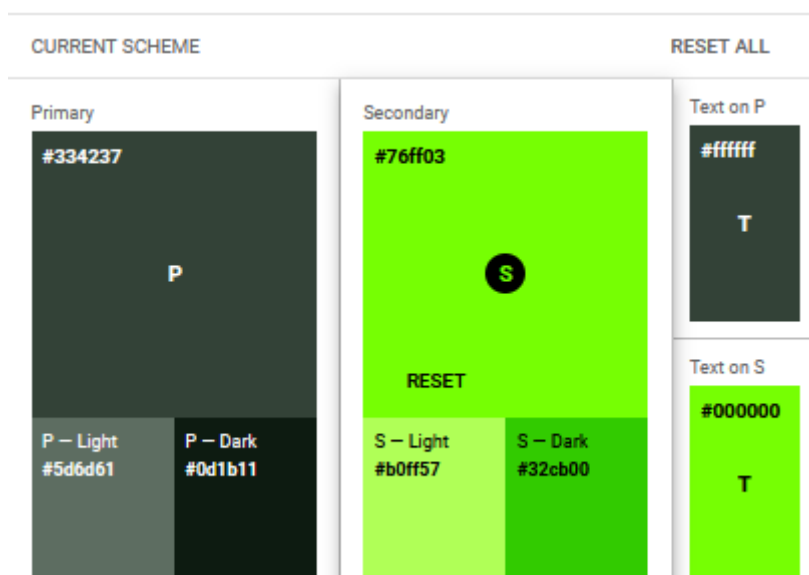 CURRENT SCHEME
RESET ALL
Primary
#334237
P
P — Light
#5d6d61
P — Dark
#0d1b11
Secondary
#76ff03
S
RESET
S — Light
#b0ff57
S — Dark
#32cb00
Text on P
#ffffff
T
Text on S
#000000
T